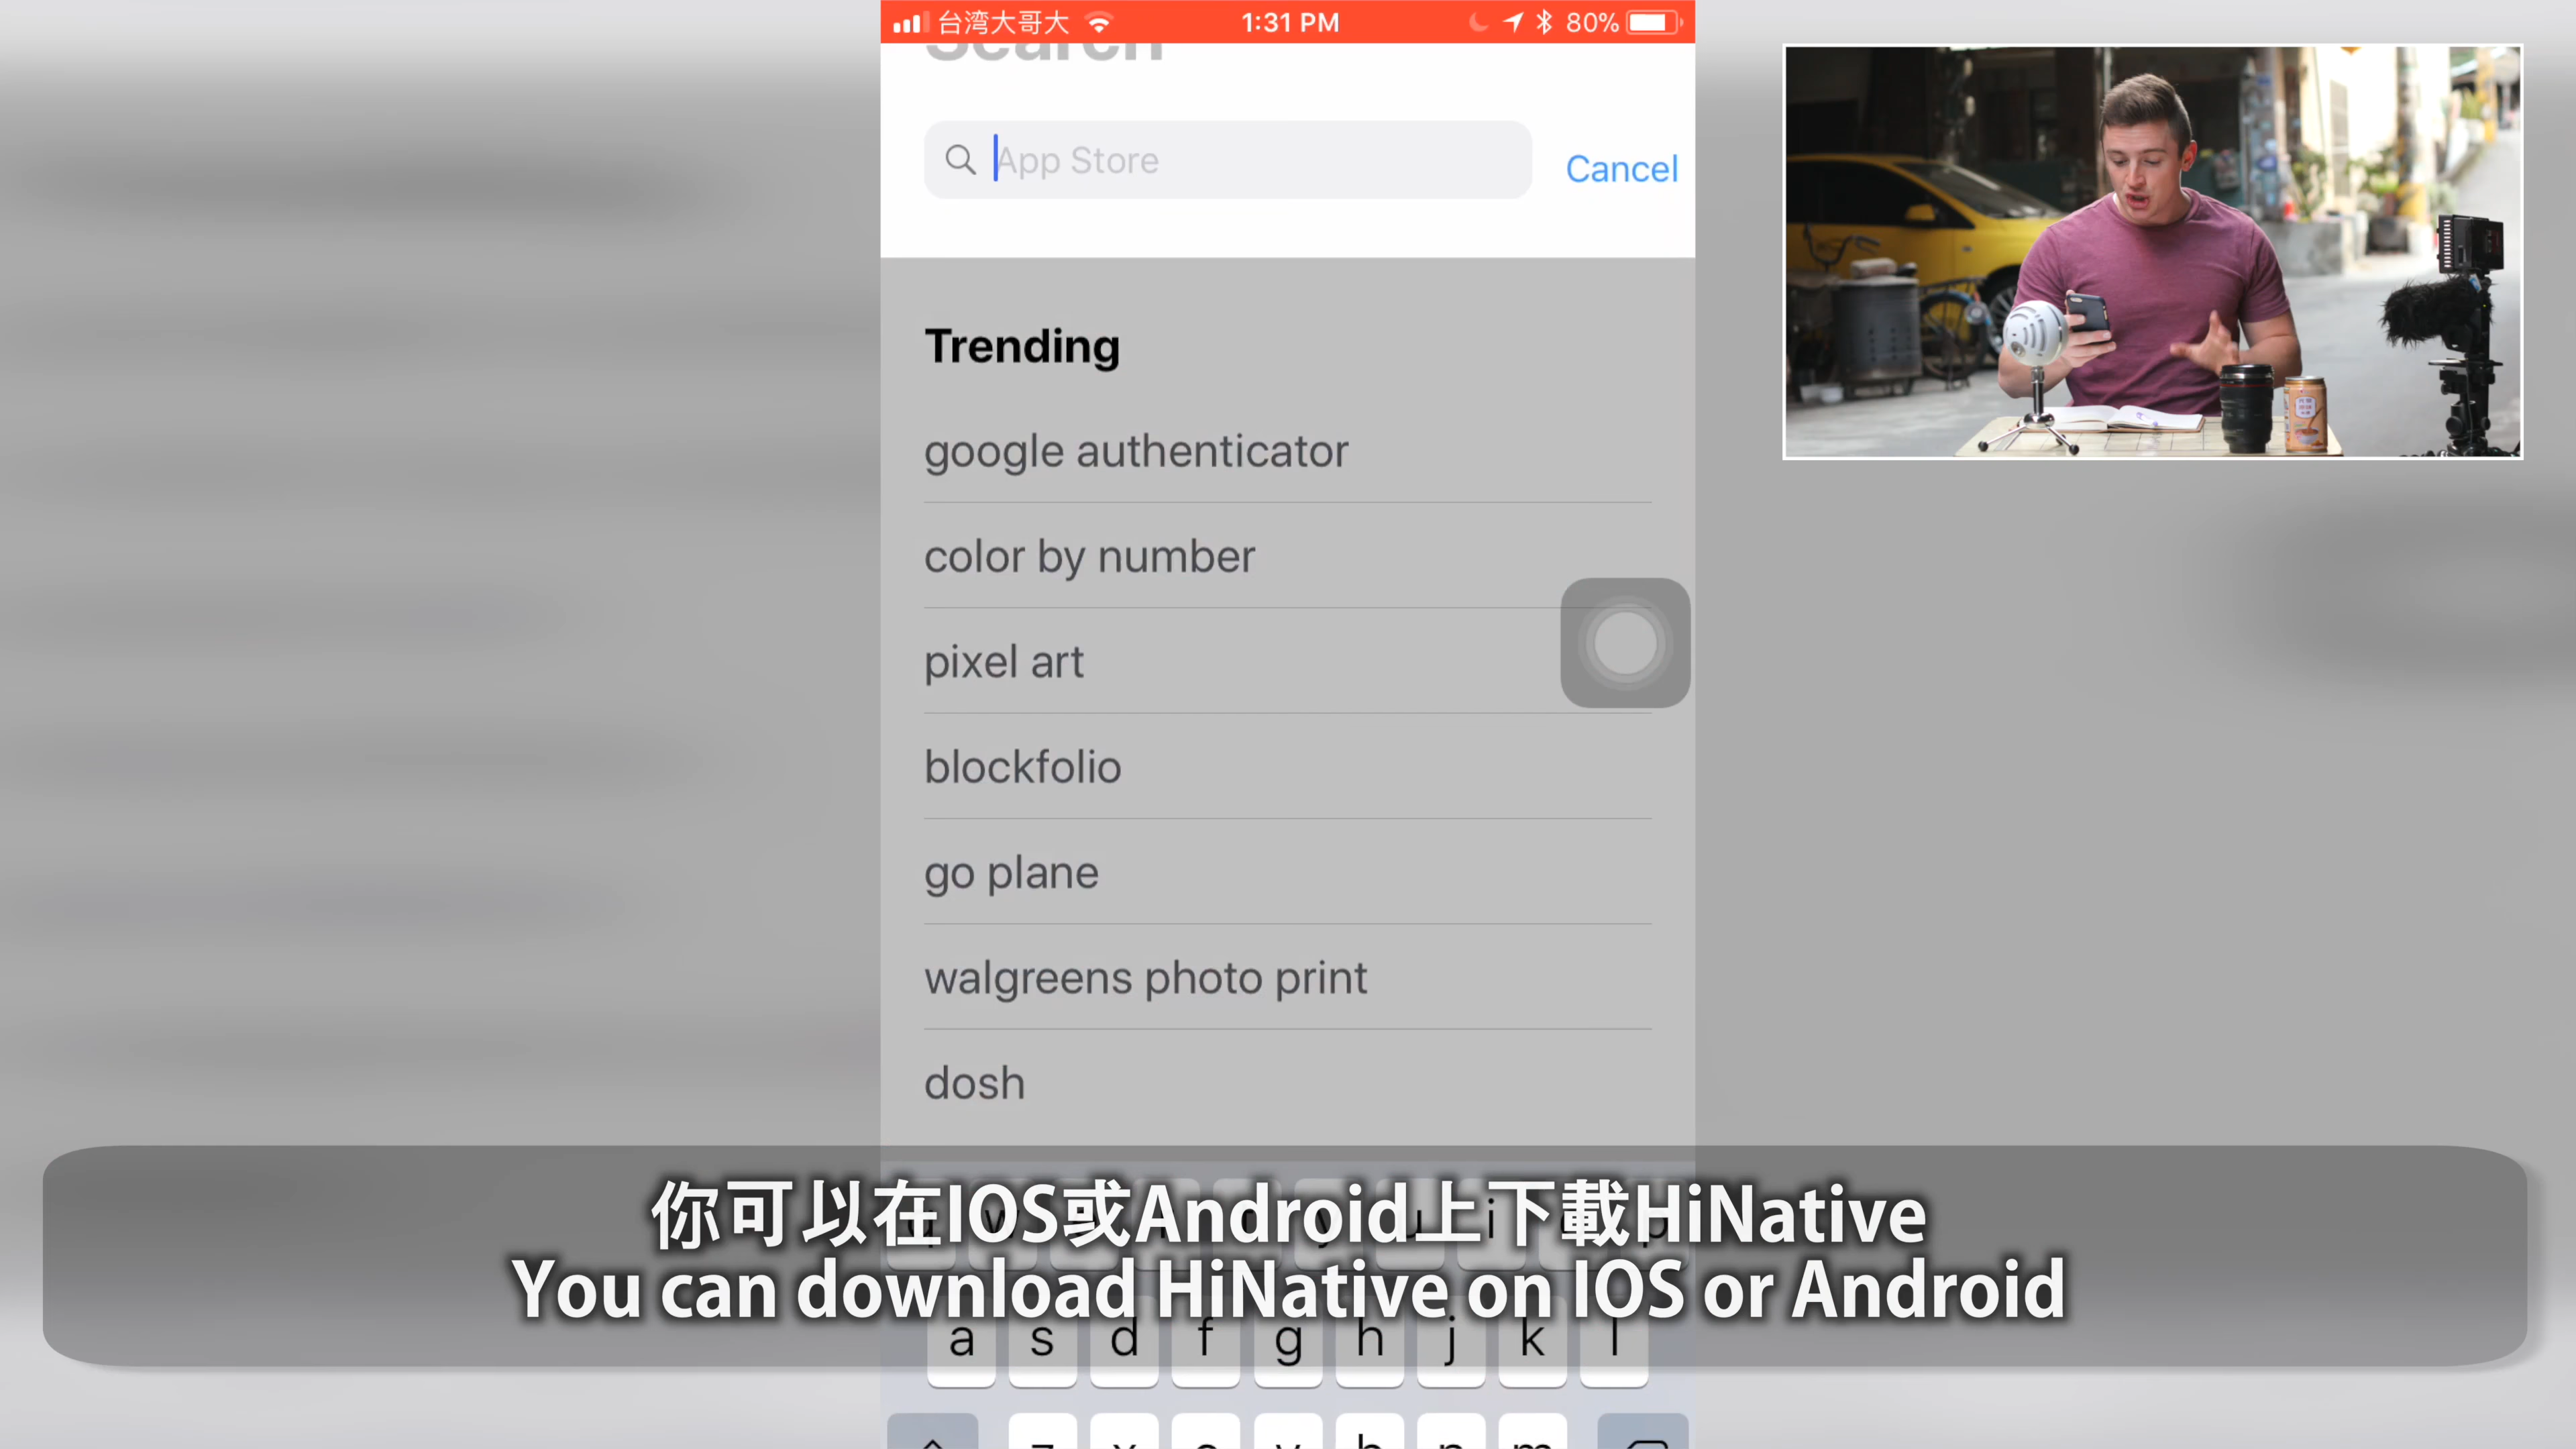 台湾大哥大 1:31 PM 80%
Search
App Store Cancel
Trending
google authenticator
color by number
pixel art
blockfolio
go plane
walgreens photo print
dosh
你可以在IOS或Android上下載HiNative
You can download HiNative on IOS or Android
a s d f g h j k l
z x c v b n m